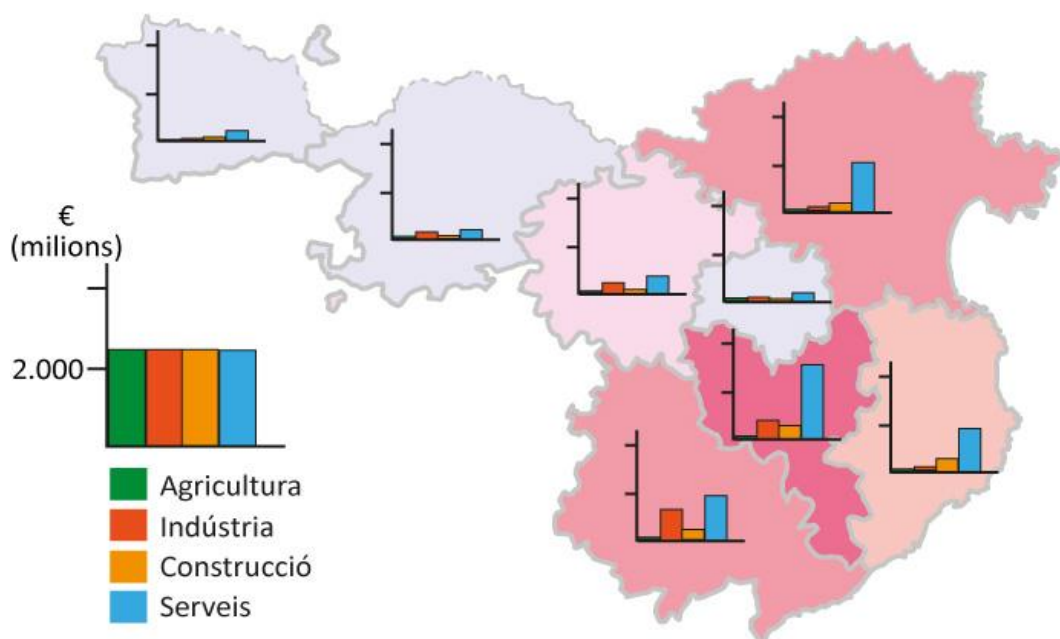 €
(milions)
2.000
Agricultura
Indústria
Construcció
Serveis